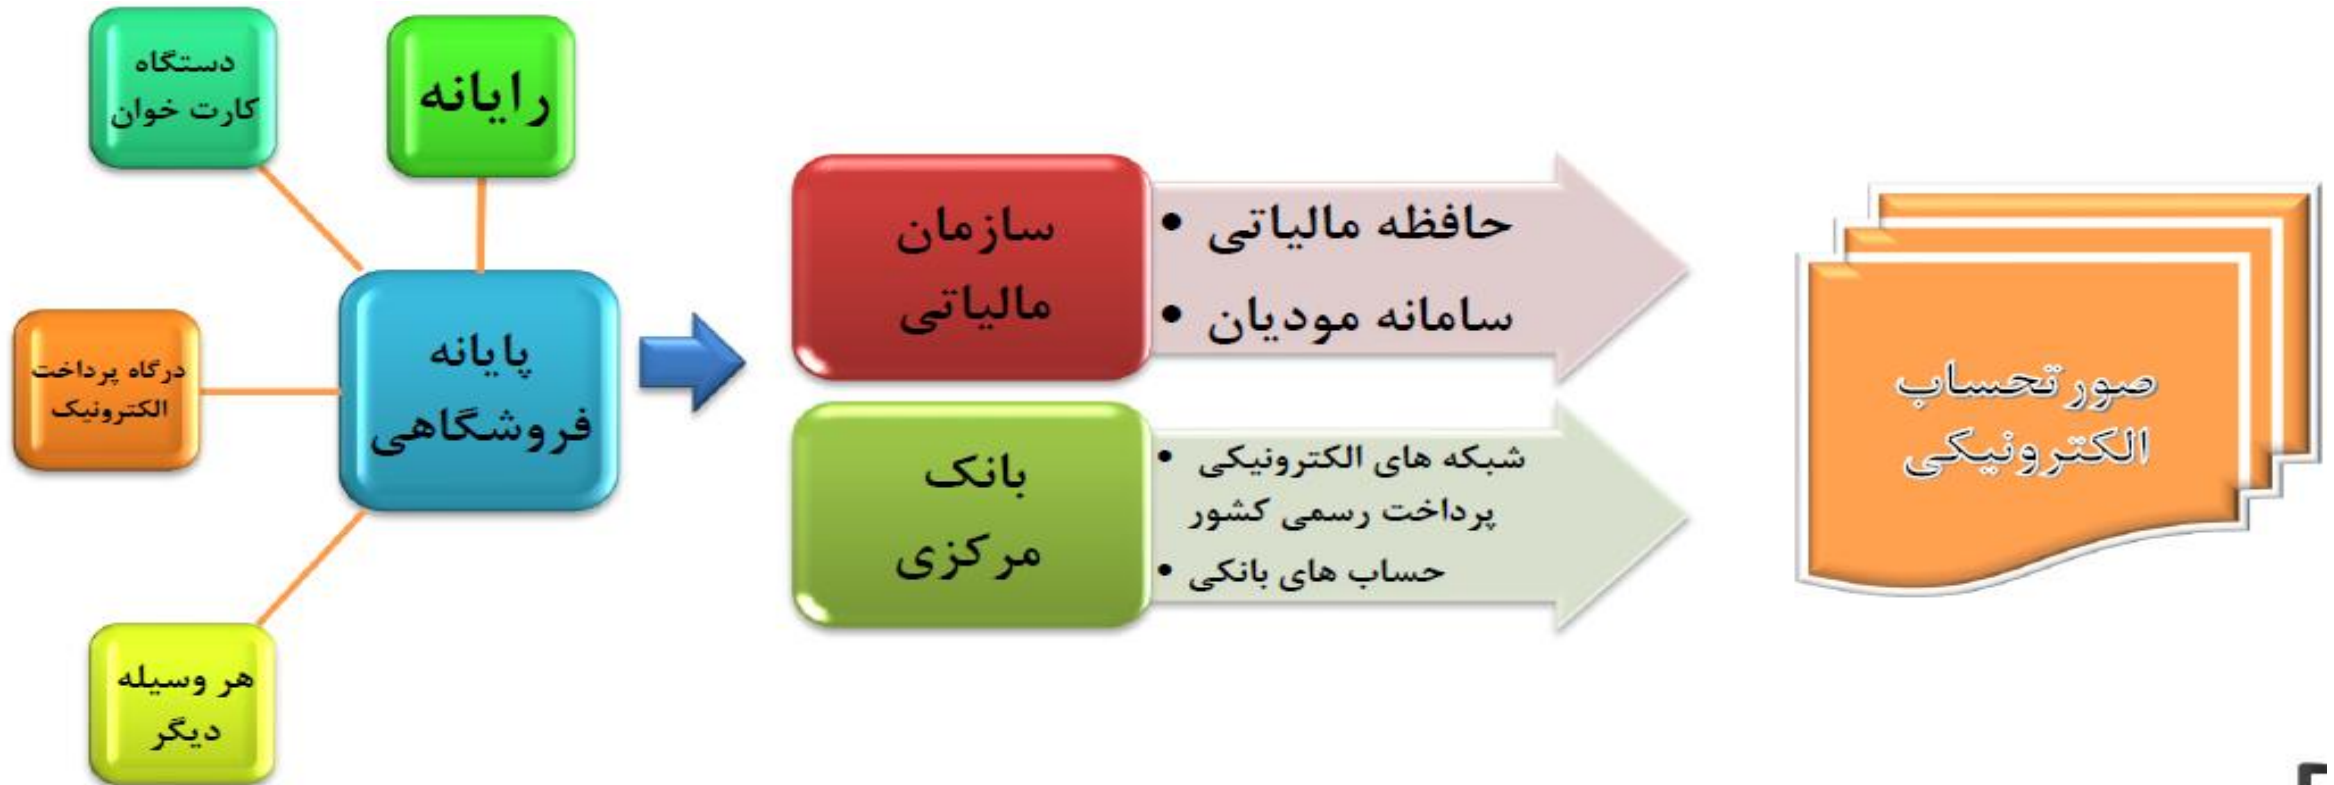 دستگاه
کارت خوان
رایانه
درگاه پرداخت
الکترونیک
پایانه
فروشگاهی
هر وسیله
دیگر
سازمان
مالیاتی
• حافظه مالیاتی
• سامانه مودیان
بانک
مرکزی
• شبکه های الکترونیکی
پرداخت رسمی کشور
• حساب های بانکی
صورتحساب
الکترونیکی